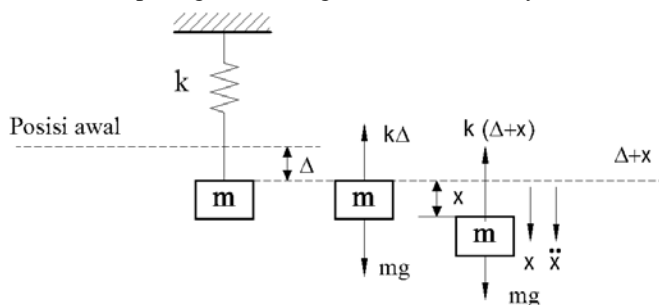 k
Posisi awal
Δ
m
kΔ
m
mg
k (Δ+x)
x
m
mg
x ẍ
Δ+x